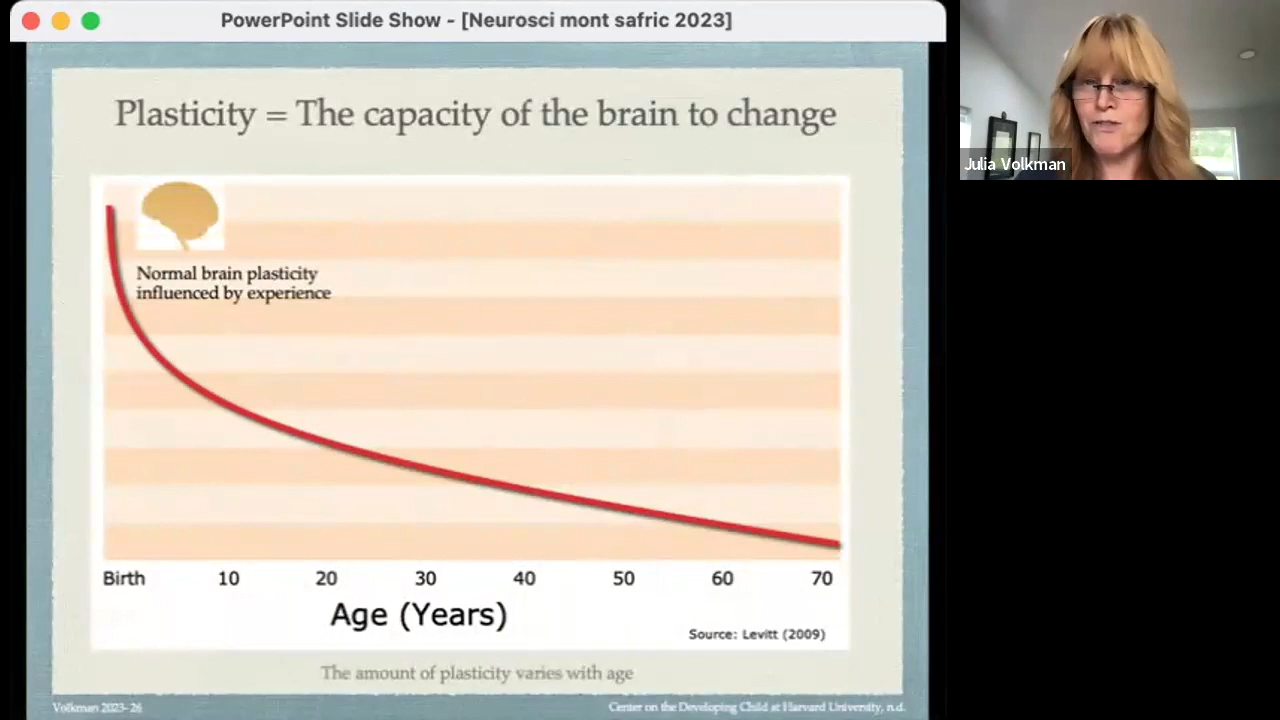 PowerPoint Slide Show - [Neurosci mont safric 2023]
Julia Volkman
Plasticity = The capacity of the brain to change
Normal brain plasticity
influenced by experience
Birth 10 20 30 40 50 60 70
Age (Years)
Source: Levitt (2009)
The amount of plasticity varies with age
Volkman 2023-26
Center on the Developing Child at Harvard University, n.d.